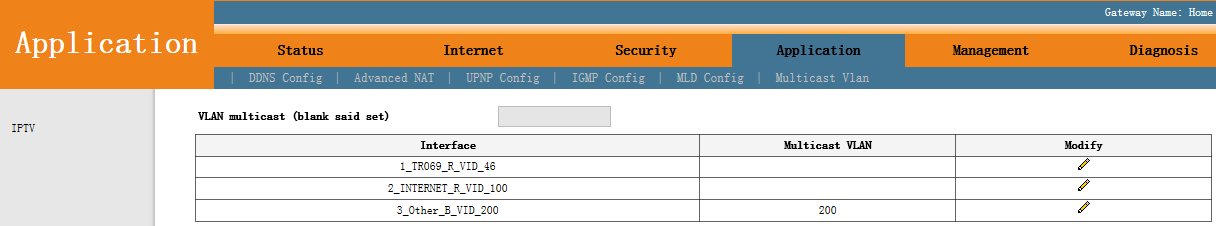 Gateway Name: Home
Application
Status Internet Security Application Management Diagnosis
| DDNS Config | Advanced NAT | UPNP Config | IGMP Config | MLD Config | Multicast Vlan
IPTV
VLAN multicast (blank said set)
Interface Multicast VLAN Modify
1_TR069_R_VID_46
2_INTERNET_R_VID_100
3_Other_B_VID_200 200